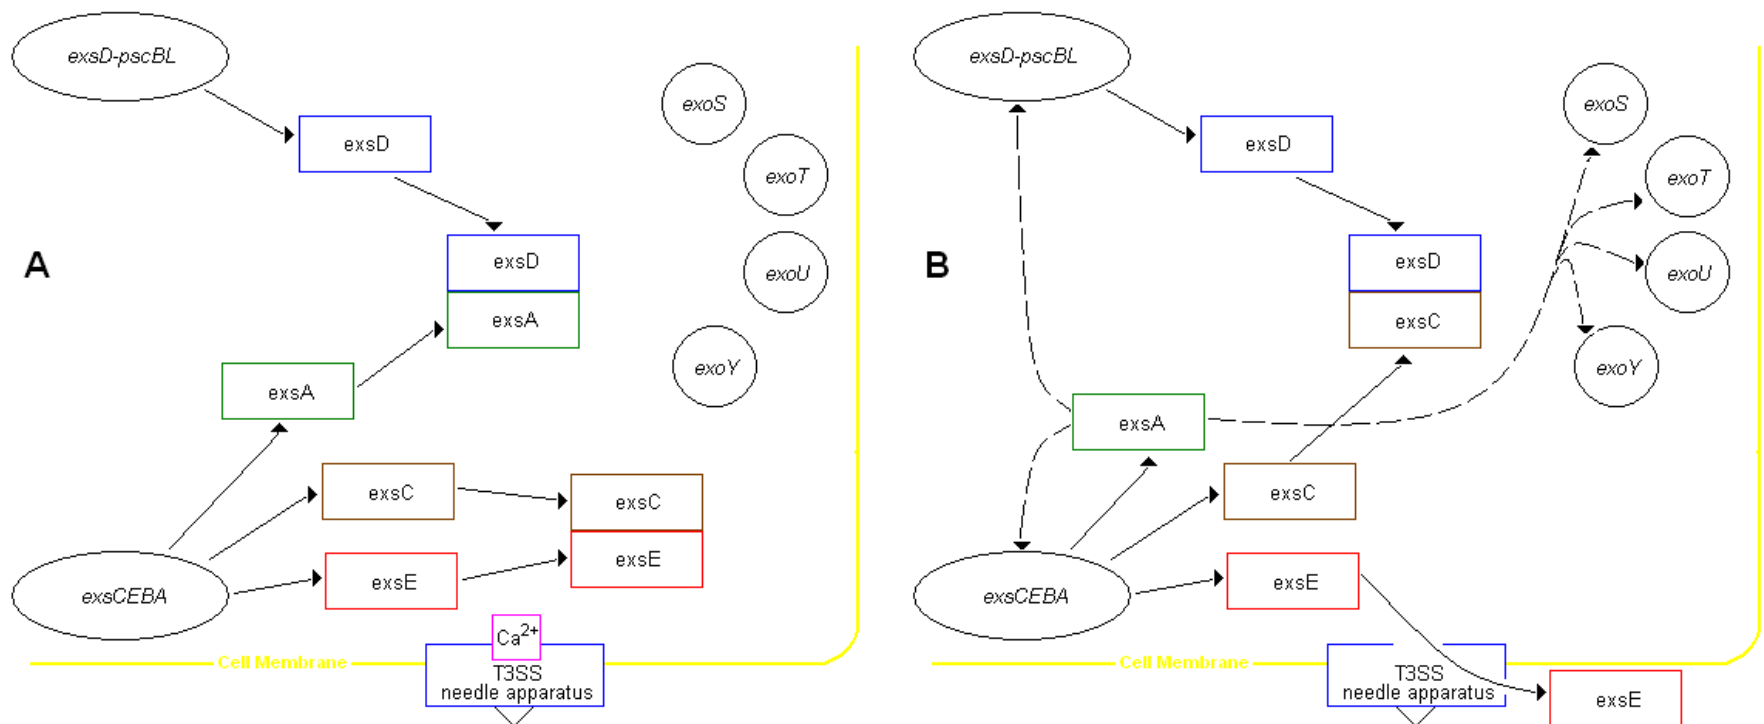 exsD-pscBL
exsD
exsD
exsA
exsA
exsC
exsC
exsE
exsE
exsCEBA
exoS
exoT
exoU
exoY
A
Ca2+
Cell Membrane
T3SS
needle apparatus
exsD-pscBL
exsD
exsD
exsC
exsA
exsC
exsE
exsCEBA
exoS
exoT
exoU
exoY
B
Cell Membrane
T3SS
needle apparatus
exsE